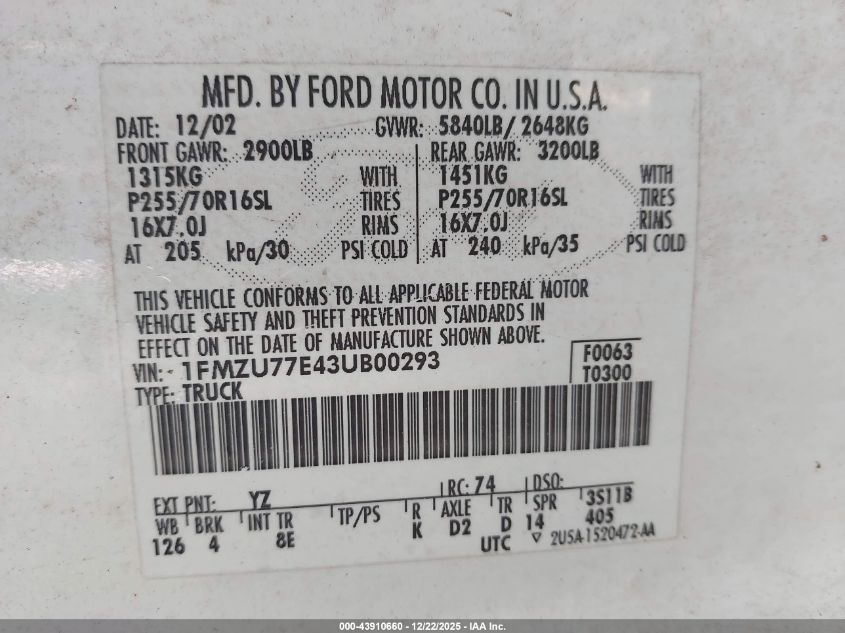 MFD. BY FORD MOTOR CO. IN U.S.A.
DATE: 12/02 GVWR: 5840LB/ 2648KG
FRONT GAWR: 2900LB REAR GAWR: 3200LB
1315KG WITH 1451KG WITH
P255/70R16SL TIRES P255/70R16SL TIRES
16X7.0J RIMS 16X7.0J RIMS
AT 205 kPa/30 PSI COLD AT 240 kPa/35 PSI COLD
THIS VEHICLE CONFORMS TO ALL APPLICABLE FEDERAL MOTOR
VEHICLE SAFETY AND THEFT PREVENTION STANDARDS IN
EFFECT ON THE DATE OF MANUFACTURE SHOWN ABOVE.
VIN: 1FMZU77E43UB00293 F0063
TYPE: TRUCK T0300
EXT PNT: YZ RC: 74 DSO:
WB BRK INT TR TP/PS R AXLE TR SPR 3S11B
126 4 8E K D2 D 14 405
UTC ▽ 2U5A-1520472-AA
000-43910660 - 12/22/2025 - IAA Inc.